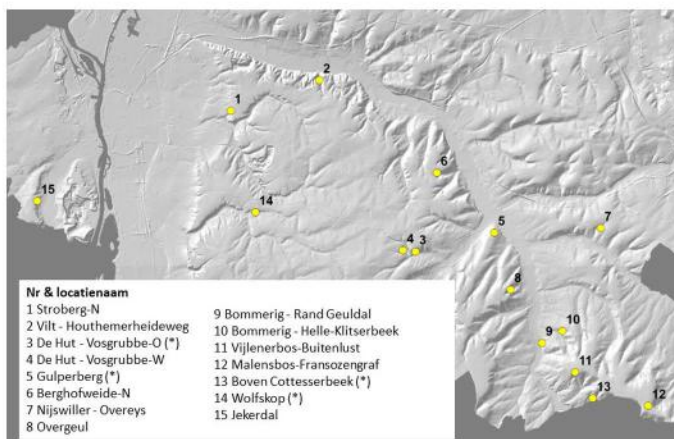 2
1
6
15
14
7
5
4 3
8
10
9
11
13
12
Nr & locatienaam
1 Stroberg-N
2 Vilt - Houthemerheideweg
3 De Hut - Vosgrubbe-O (*)
4 De Hut - Vosgrubbe-W
5 Gulperberg (*)
6 Berghofweide-N
7 Nijswiller - Overeys
8 Overgeul
9 Bommerig - Rand Geuldal
10 Bommerig - Helle-Klitserbeek
11 Vijlenerbos-Buitenlust
12 Malensbos-Fransozengraf
13 Boven Cottesserbeek (*)
14 Wolfskop (*)
15 Jekerdal